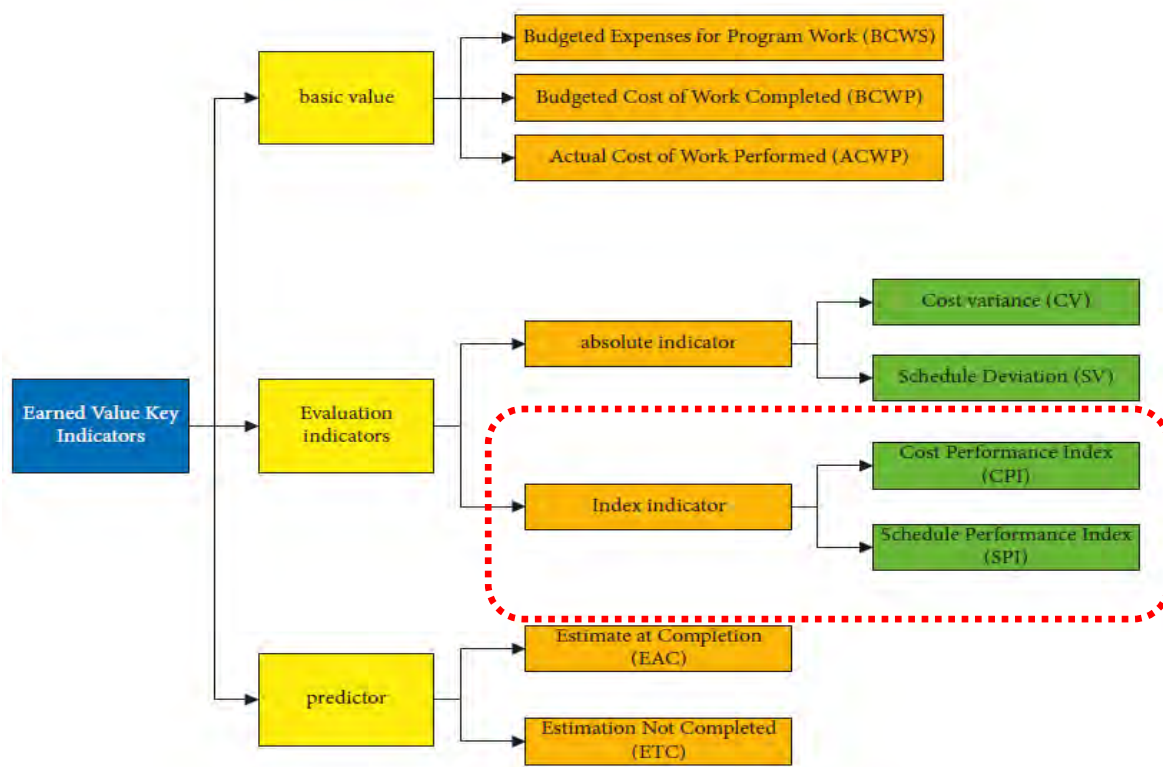 Budgeted Expenses for Program Work (BCWS)
basic value
Budgeted Cost of Work Completed (BCWP)
Actual Cost of Work Performed (ACWP)
Cost variance (CV)
absolute indicator
Schedule Deviation (SV)
Earned Value Key
Indicators
Evaluation
indicators
Cost Performance Index
(CPI)
Index indicator
Schedule Performance Index
(SPI)
Estimate at Completion
(EAC)
predictor
Estimation Not Completed
(ETC)